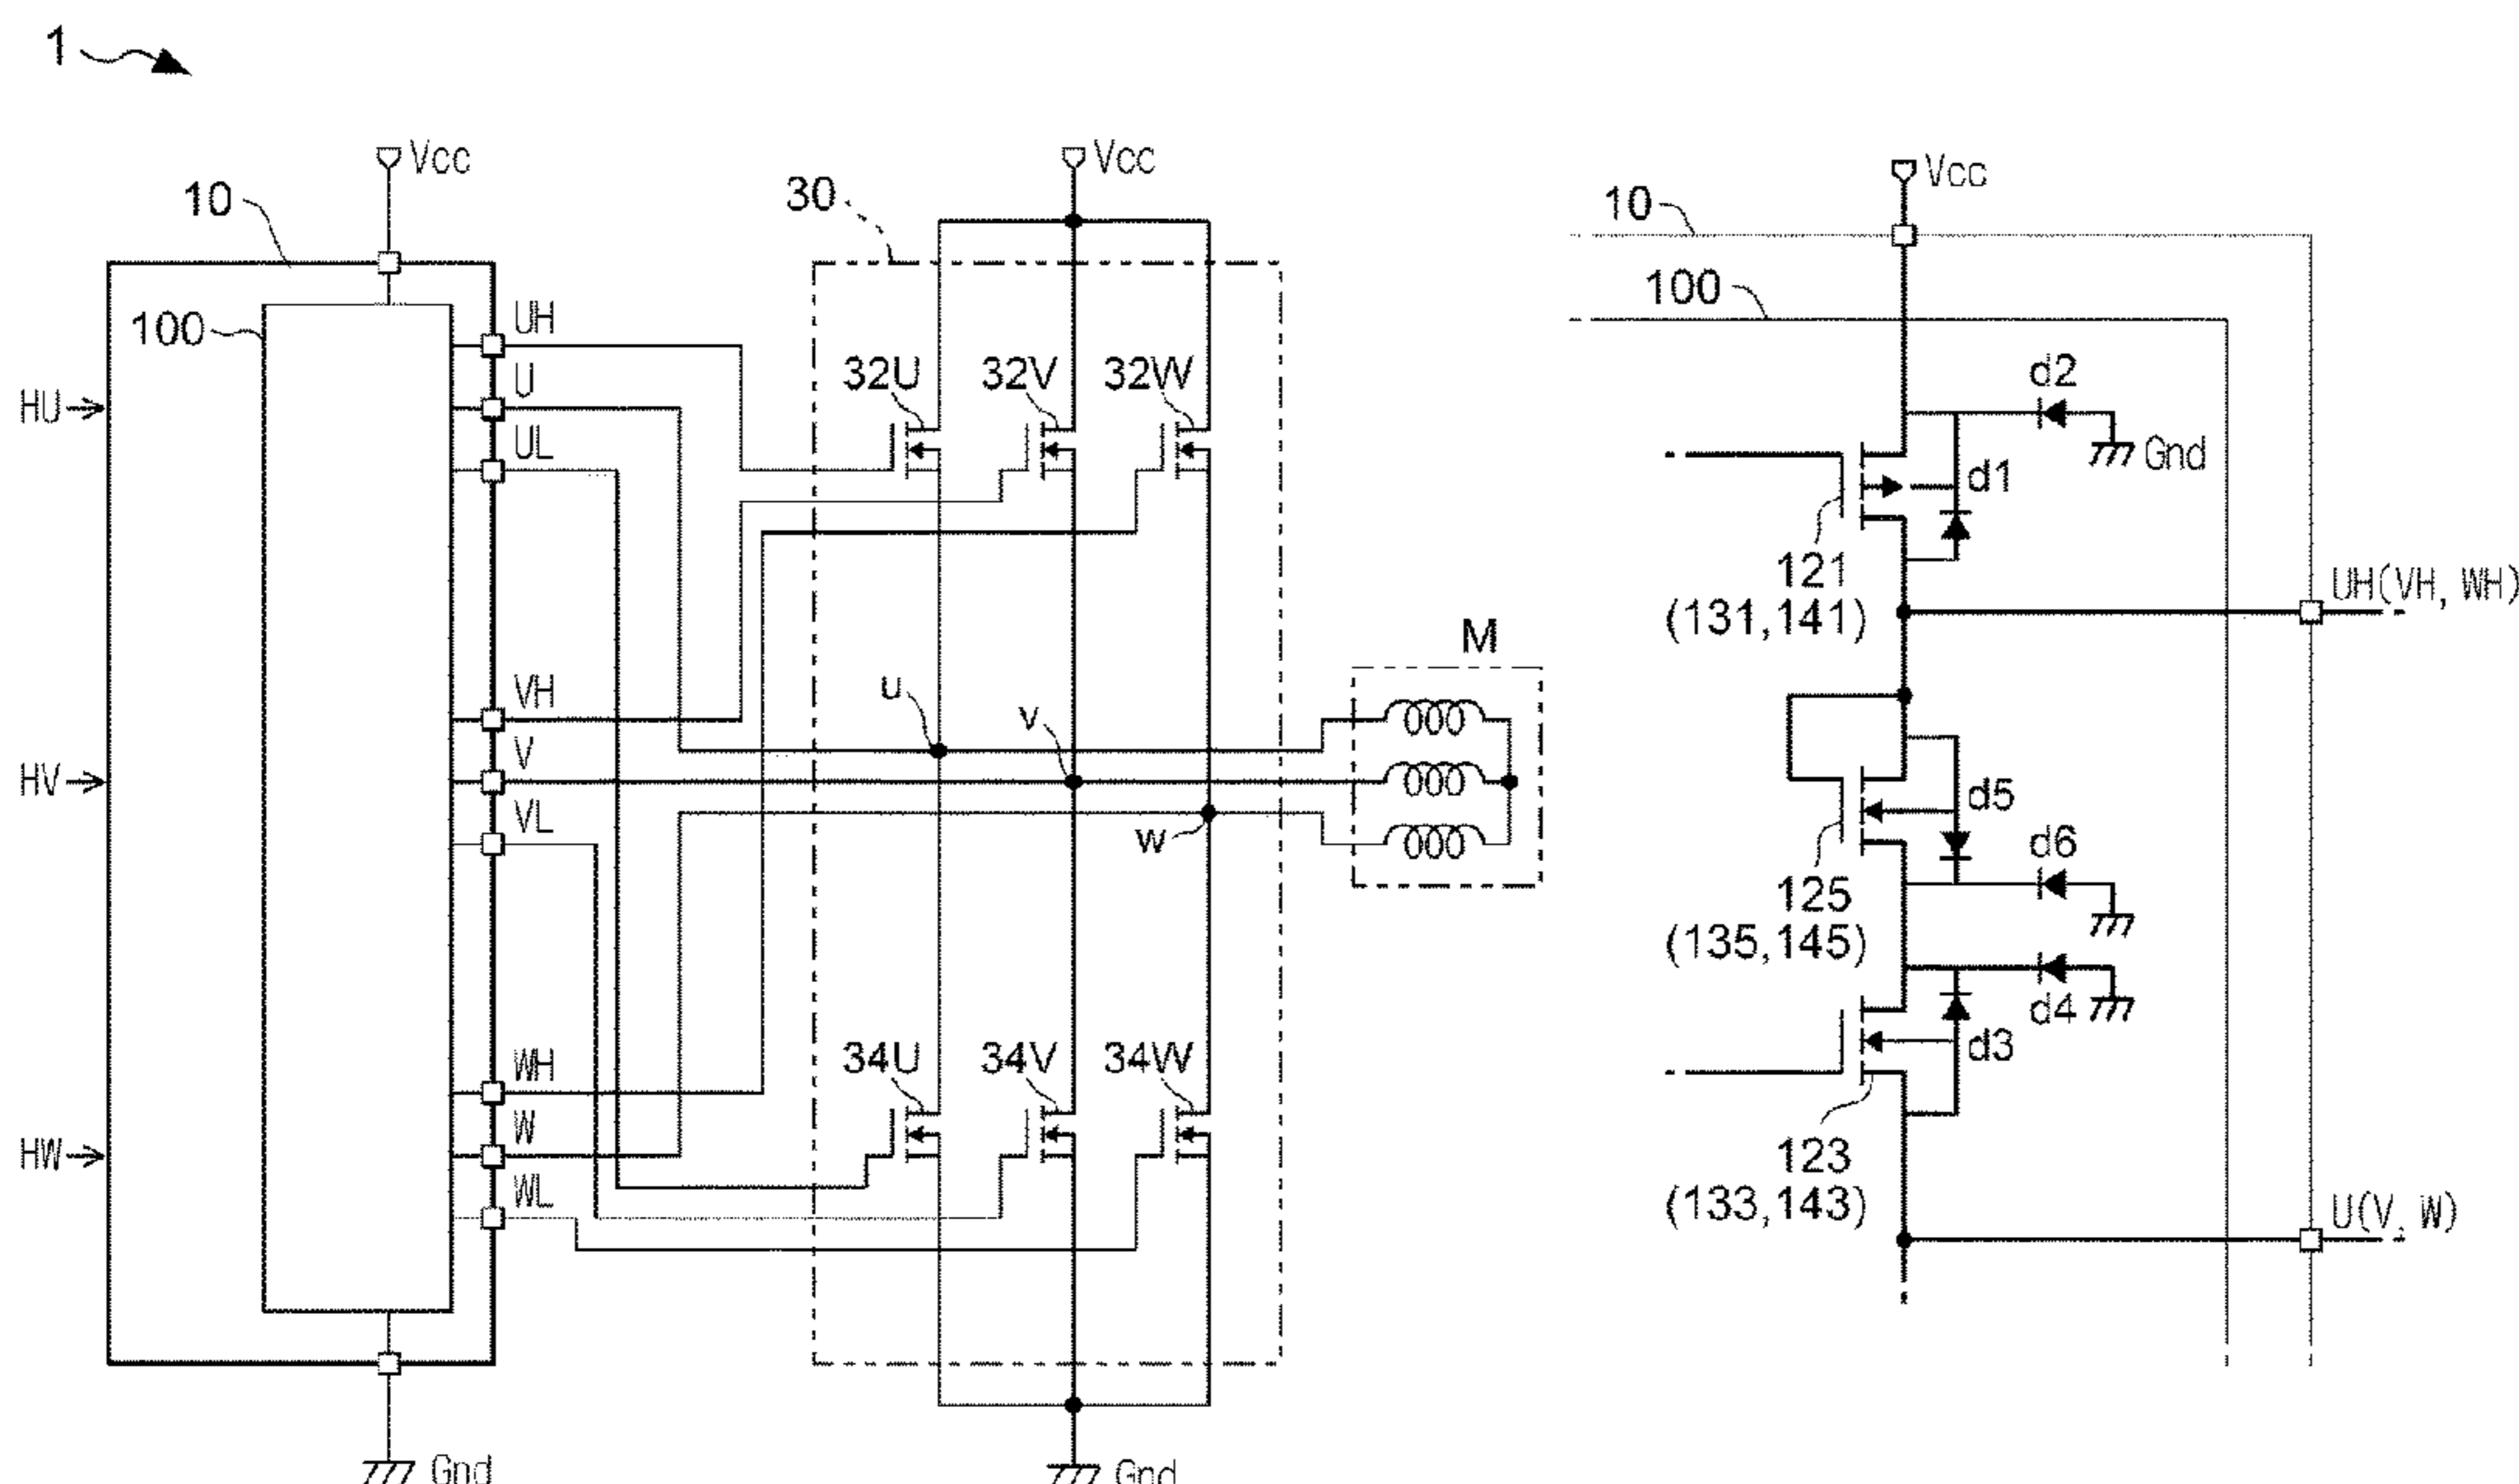 1
Vcc
10
100
UH
U
UL
HU
VH
V
VL
HV
WH
W
WL
HW
Gnd
Vcc
30
32U
32V
32W
u
v
w
M
34U
34V
34W
Gnd
Vcc
10
100
d2
Gnd
d1
121
(131,141)
UH(VH, WH)
d5
d6
125
(135,145)
d4
d3
123
(133,143)
U(V, W)